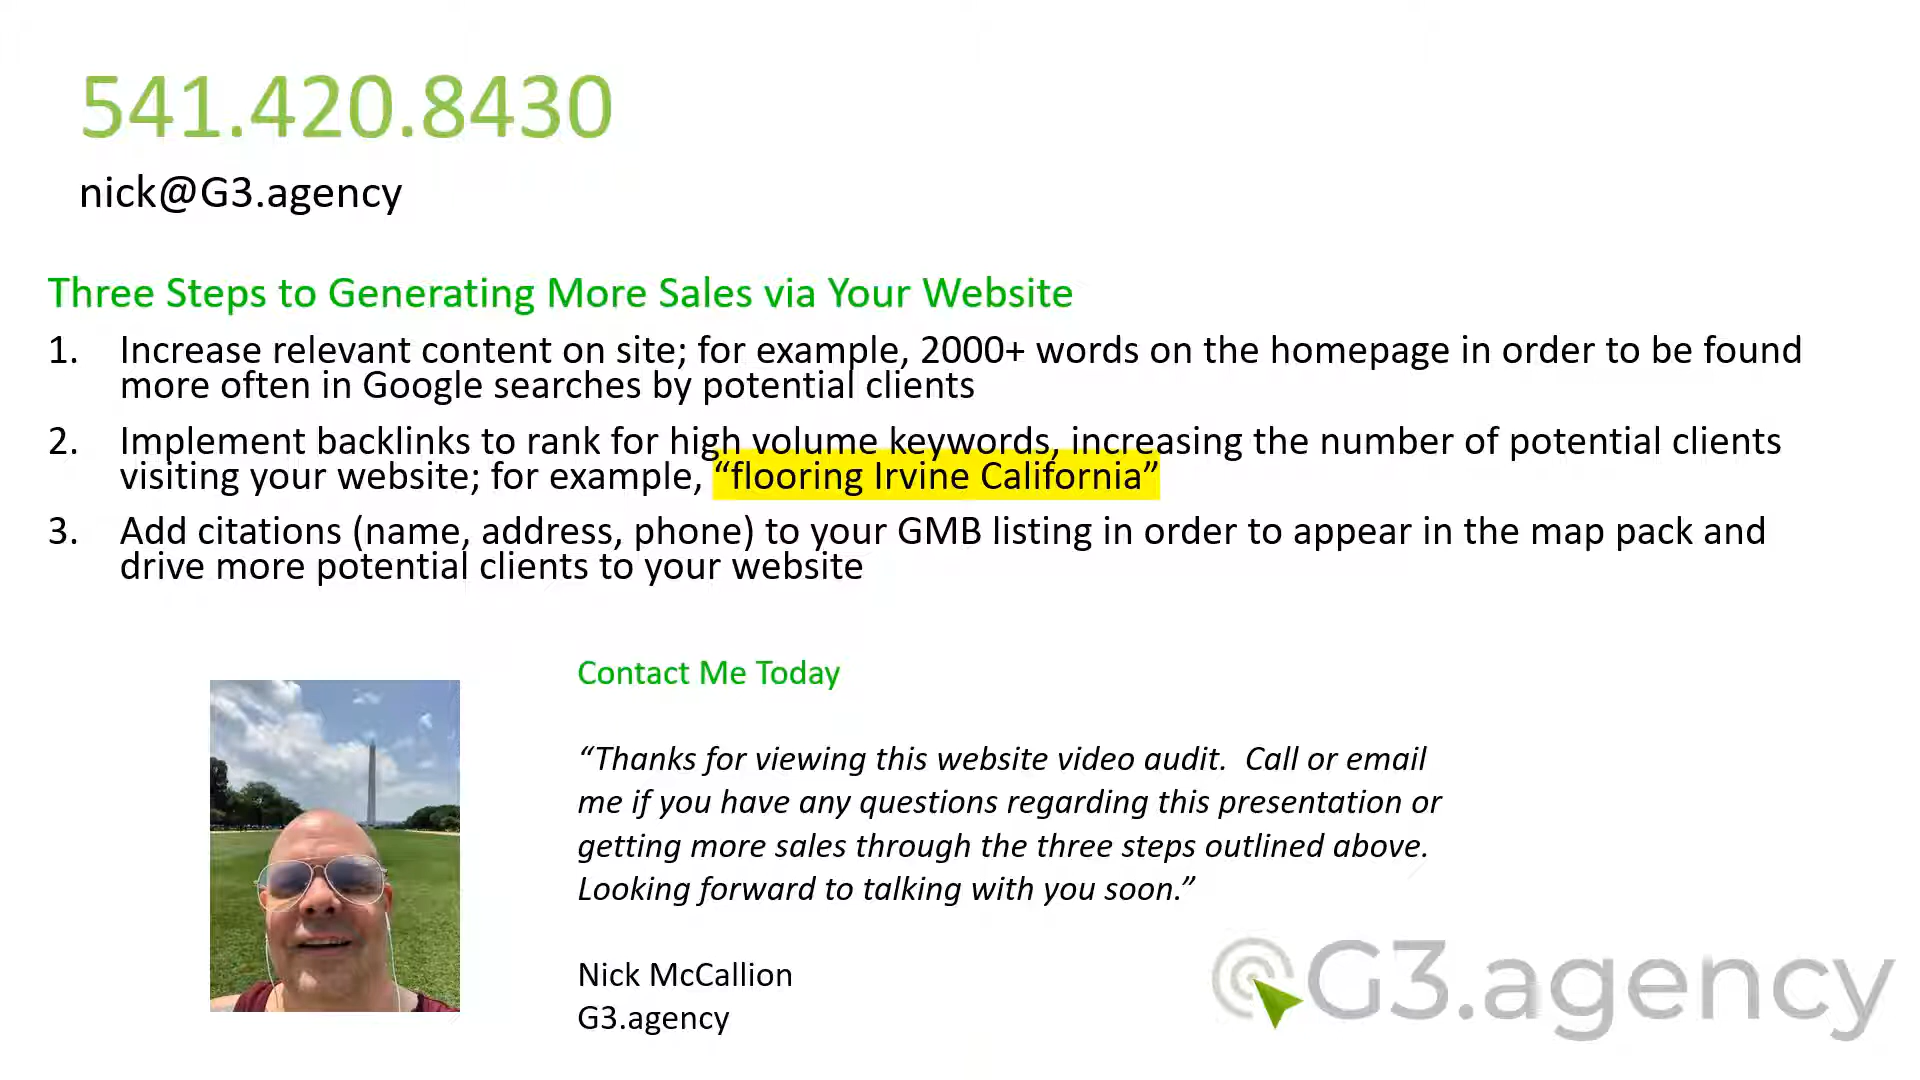 541.420.8430
nick@G3.agency
Three Steps to Generating More Sales via Your Website
1. Increase relevant content on site; for example, 2000+ words on the homepage in order to be found
more often in Google searches by potential clients
2. Implement backlinks to rank for high volume keywords, increasing the number of potential clients
visiting your website; for example, “flooring Irvine California”
3. Add citations (name, address, phone) to your GMB listing in order to appear in the map pack and
drive more potential clients to your website
Contact Me Today
“Thanks for viewing this website video audit.  Call or email
me if you have any questions regarding this presentation or
getting more sales through the three steps outlined above.
Looking forward to talking with you soon.”
Nick McCallion
G3.agency
G3.agency